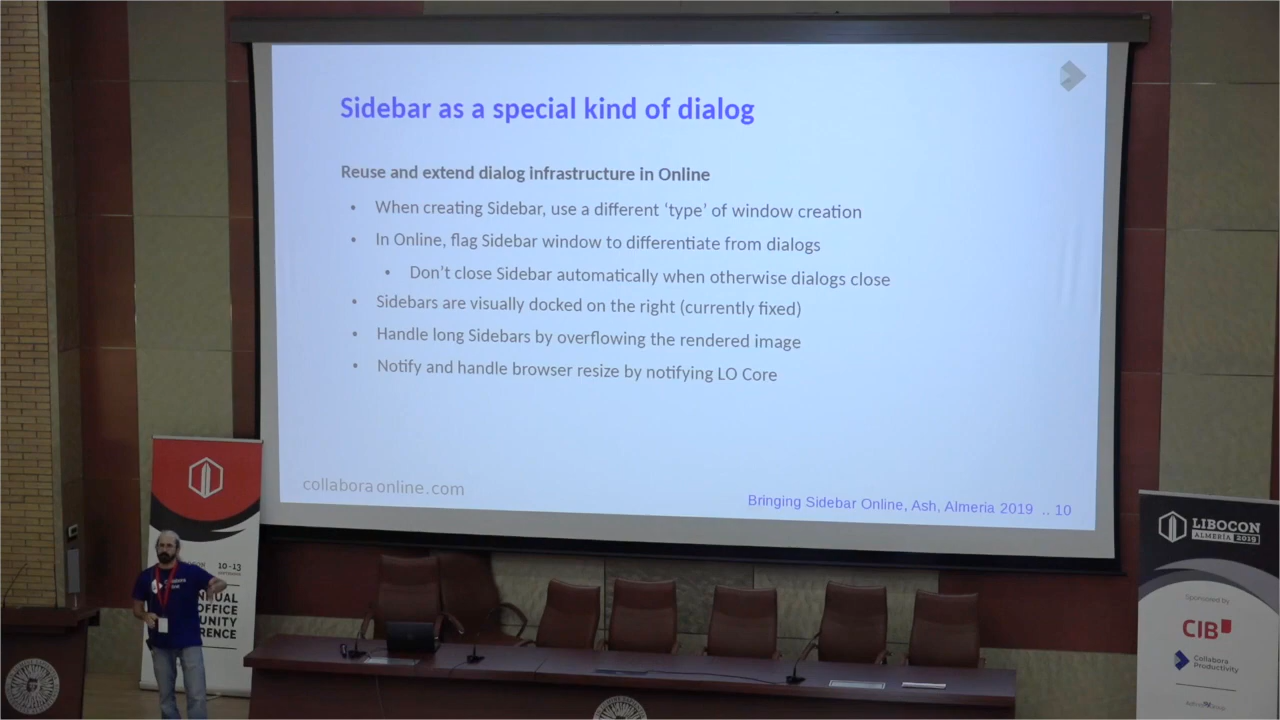 Sidebar as a special kind of dialog
Reuse and extend dialog infrastructure in Online
• When creating Sidebar, use a different ‘type’ of window creation
• In Online, flag Sidebar window to differentiate from dialogs
• Don’t close Sidebar automatically when otherwise dialogs close
• Sidebars are visually docked on the right (currently fixed)
• Handle long Sidebars by overflowing the rendered image
• Notify and handle browser resize by notifying LO Core
collaboraonline.com
Bringing Sidebar Online, Ash, Almeria 2019 .. 10
10-13
OFFICE
LIBOCON
ALMERÍA 2019
Sponsored by
CIB
Collabora
Productivity